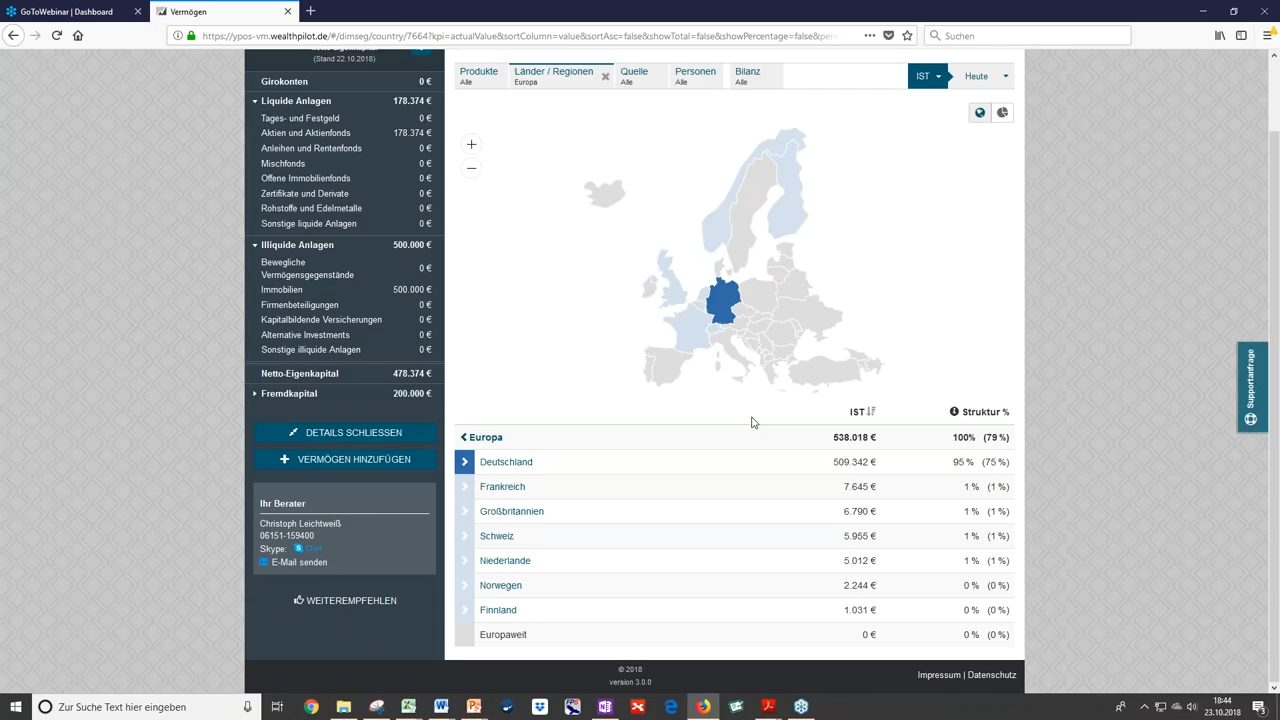 GoToWebinar | Dashboard
Vermögen
https://ypos-vm.wealthpilot.de/#/dimseg/country/7664?kpi=actualValue&sortColumn=value&sortAsc=false&showTotal=false&showPercentage=false&
Suchen
(Stand 22.10.2018)
Girokonten 0 €
Liquide Anlagen 178.374 €
Tages- und Festgeld 0 €
Aktien und Aktienfonds 178.374 €
Anleihen und Rentenfonds 0 €
Mischfonds 0 €
Offene Immobilienfonds 0 €
Zertifikate und Derivate 0 €
Rohstoffe und Edelmetalle 0 €
Sonstige liquide Anlagen 0 €
Illiquide Anlagen 500.000 €
Bewegliche
Vermögensgegenstände 0 €
Immobilien 500.000 €
Firmenbeteiligungen 0 €
Kapitalbildende Versicherungen 0 €
Alternative Investments 0 €
Sonstige illiquide Anlagen 0 €
Netto-Eigenkapital 478.374 €
Fremdkapital 200.000 €
DETAILS SCHLIESSEN
VERMÖGEN HINZUFÜGEN
Ihr Berater
Christoph Leichtweiß
06151-159400
Skype: Chat
E-Mail senden
WEITEREMPFEHLEN
Produkte
Alle
Länder / Regionen
Europa
Quelle
Alle
Personen
Alle
Bilanz
Alle
IST
Heute
IST Struktur %
Europa 538.018 € 100% (79 %)
Deutschland 509.342 € 95 % (75 %)
Frankreich 7.645 € 1 % (1 %)
Großbritannien 6.790 € 1 % (1 %)
Schweiz 5.955 € 1 % (1 %)
Niederlande 5.012 € 1 % (1 %)
Norwegen 2.244 € 0 % (0 %)
Finnland 1.031 € 0 % (0 %)
Europaweit 0 € 0 % (0 %)
Supportanfrage
© 2018
version 3.0.0
Impressum | Datenschutz
Zur Suche Text hier eingeben
18:44
23.10.2018